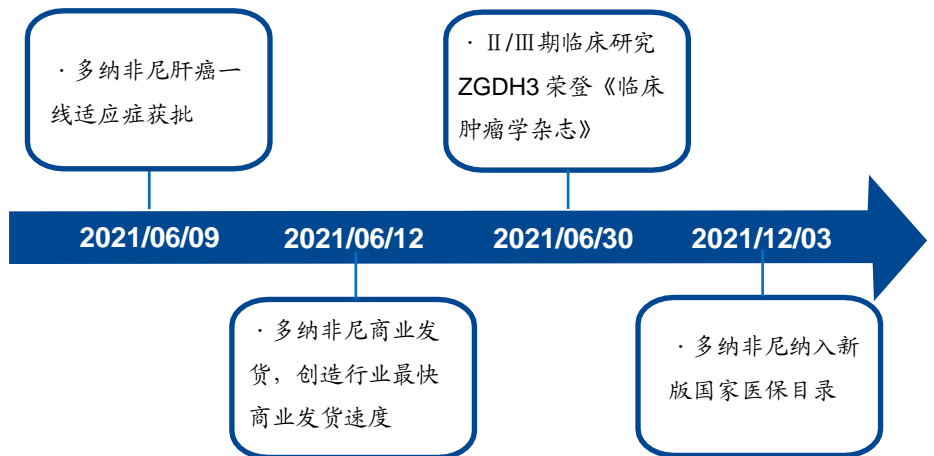 · 多纳非尼肝癌一
线适应症获批
· Ⅱ/Ⅲ期临床研究
ZGDH3 荣登《临床
肿瘤学杂志》
2021/06/09 2021/06/12 2021/06/30 2021/12/03
· 多纳非尼商业发
货，创造行业最快
商业发货速度
· 多纳非尼纳入新
版国家医保目录